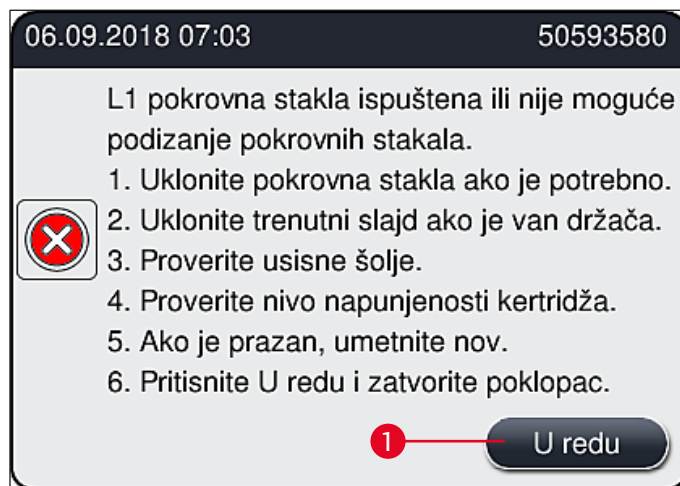 06.09.2018 07:03 50593580
L1 pokrovna stakla ispuštena ili nije moguće
podizanje pokrovnih stakala.
1. Uklonite pokrovna stakla ako je potrebno.
2. Uklonite trenutni slajd ako je van držača.
3. Proverite usisne šolje.
4. Proverite nivo napunjenosti kertridža.
5. Ako je prazan, umetnite nov.
6. Pritisnite U redu i zatvorite poklopac.
1 U redu